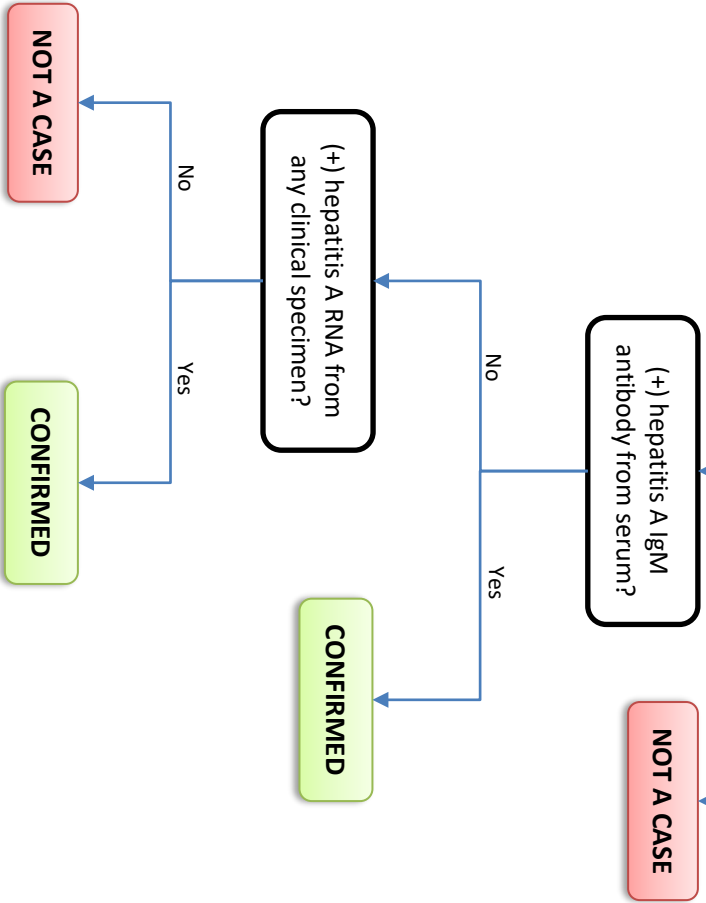 (+) hepatitis A IgM
antibody from serum?
NOT A CASE
No
Yes
(+) hepatitis A RNA from
any clinical specimen?
CONFIRMED
No
Yes
NOT A CASE
CONFIRMED